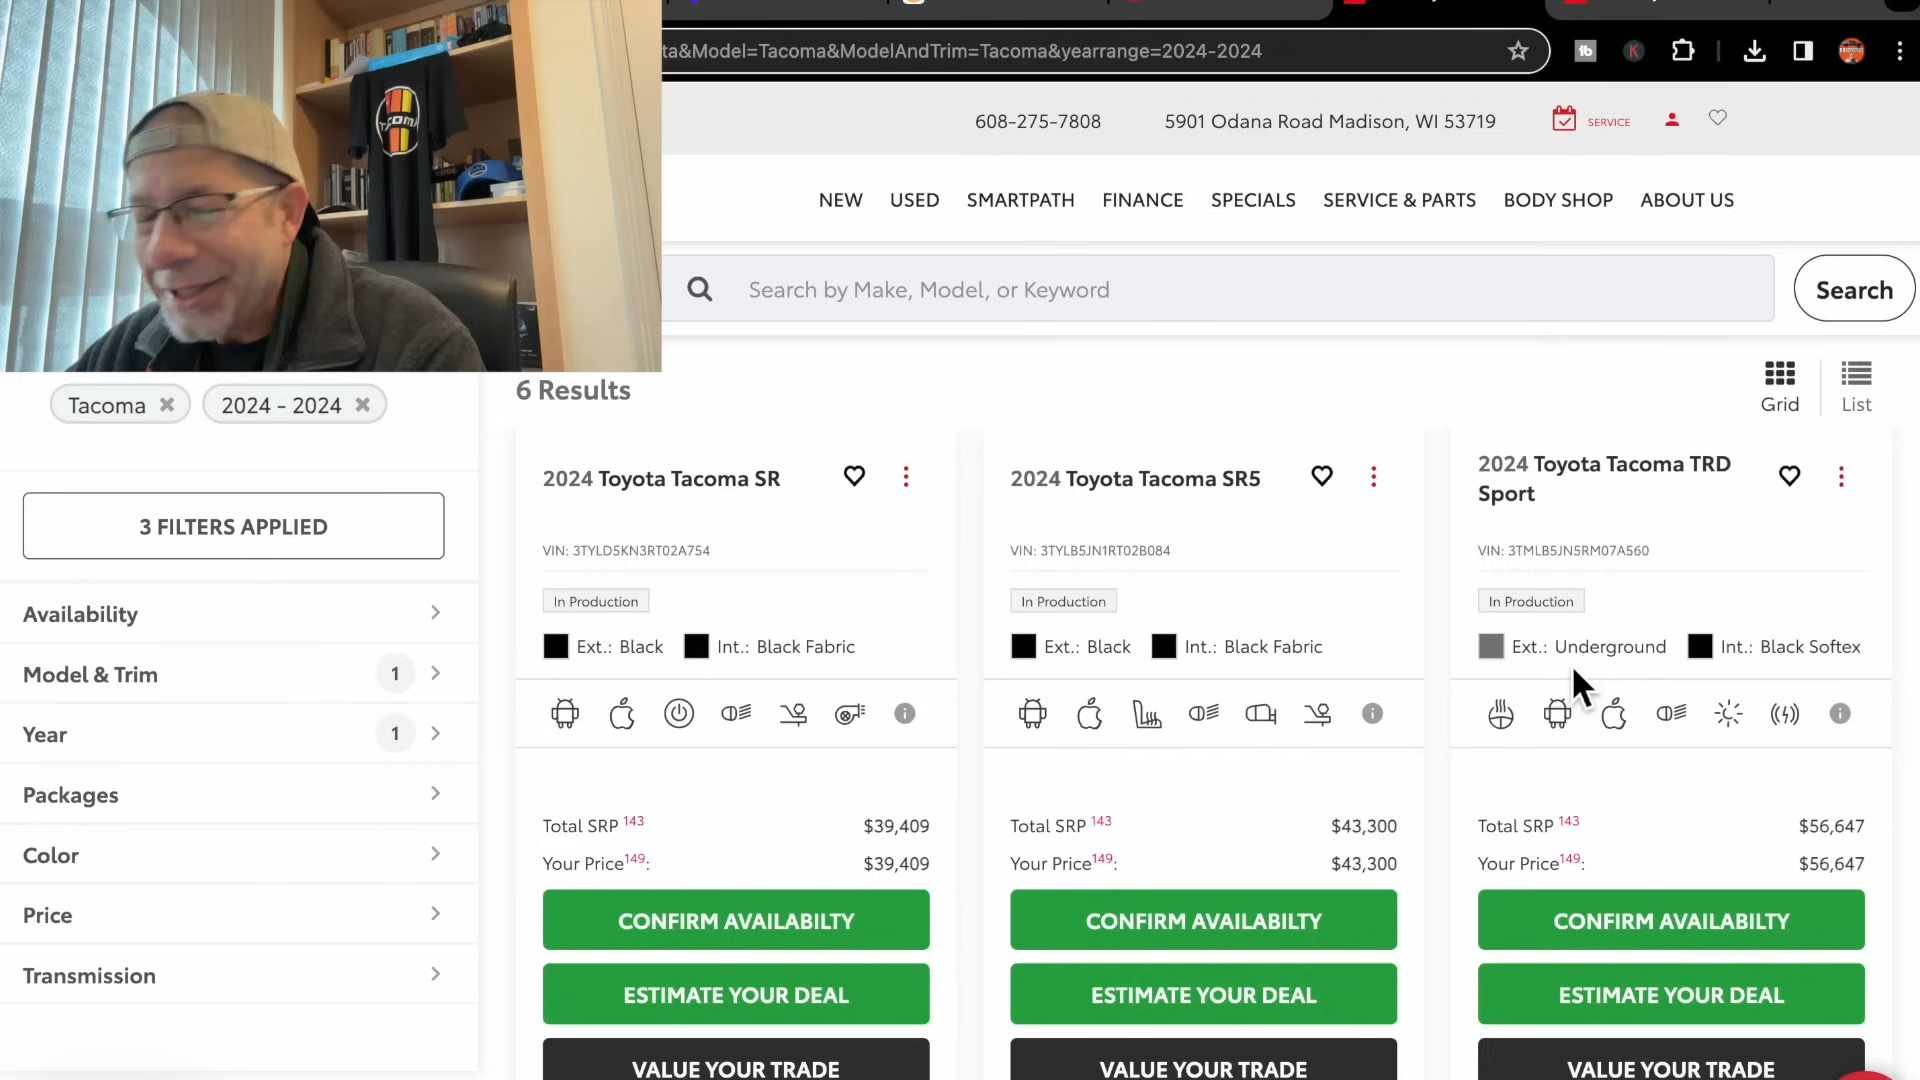 ta&Model=Tacoma&ModelAndTrim=Tacoma&yearrange=2024-2024
608-275-7808
5901 Odana Road Madison, WI 53719
SERVICE
NEW
USED
SMARTPATH
FINANCE
SPECIALS
SERVICE & PARTS
BODY SHOP
ABOUT US
Search by Make, Model, or Keyword
Search
Tacoma
2024 - 2024
6 Results
Grid
List
3 FILTERS APPLIED
Availability
Model & Trim 1
Year 1
Packages
Color
Price
Transmission
2024 Toyota Tacoma SR
VIN: 3TYLD5KN3RT02A754
In Production
Ext.: Black Int.: Black Fabric
Total SRP 143 $39,409
Your Price149: $39,409
CONFIRM AVAILABILTY
ESTIMATE YOUR DEAL
VALUE YOUR TRADE
2024 Toyota Tacoma SR5
VIN: 3TYLB5JN1RT02B084
In Production
Ext.: Black Int.: Black Fabric
Total SRP 143 $43,300
Your Price149: $43,300
CONFIRM AVAILABILTY
ESTIMATE YOUR DEAL
VALUE YOUR TRADE
2024 Toyota Tacoma TRD
Sport
VIN: 3TMLB5JN5RM07A560
In Production
Ext.: Underground Int.: Black Softex
Total SRP 143 $56,647
Your Price149: $56,647
CONFIRM AVAILABILTY
ESTIMATE YOUR DEAL
VALUE YOUR TRADE